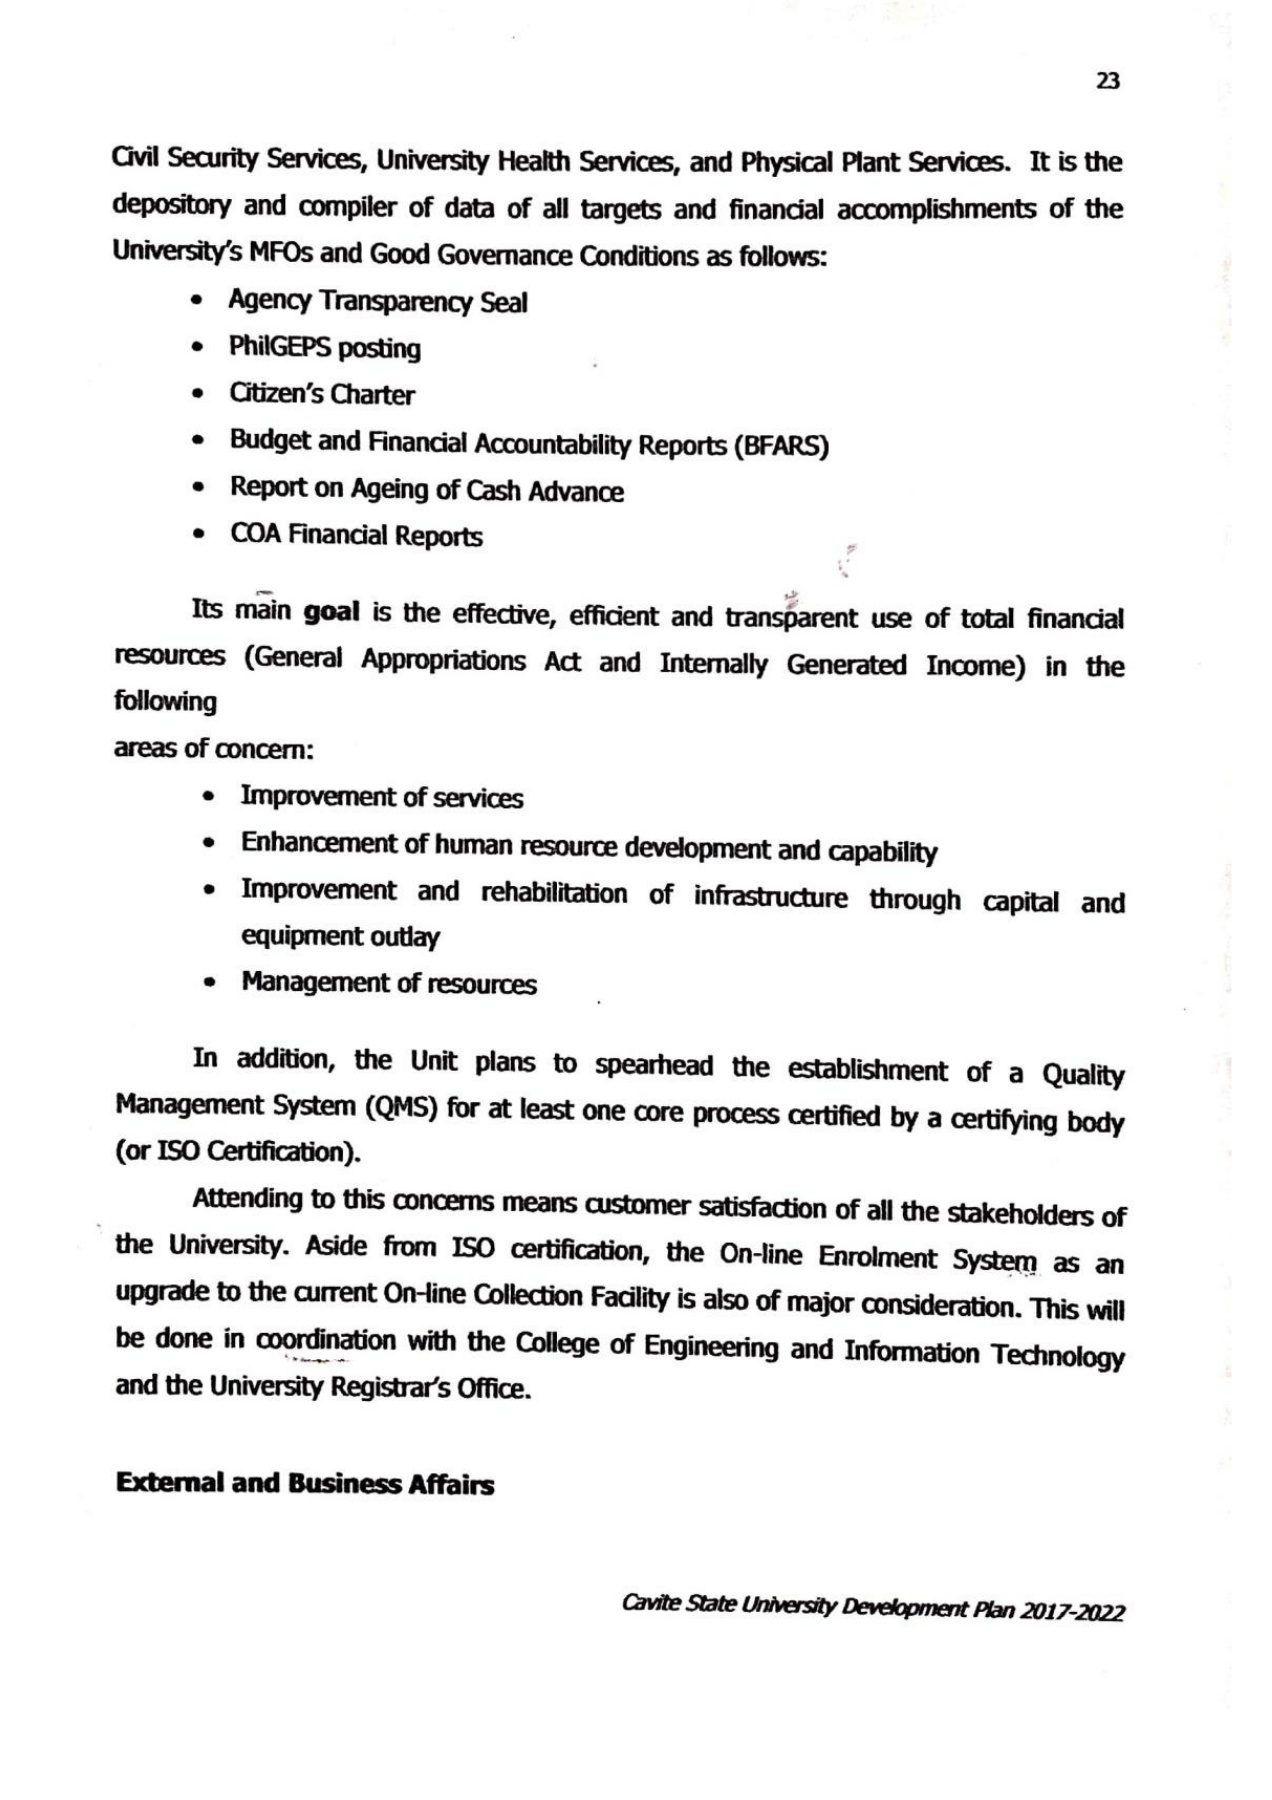 23
Civil Security Services, University Health Services, and Physical Plant Services. It is the
depository and compiler of data of all targets and financial accomplishments of the
University's MFOs and Good Governance Conditions as follows:
• Agency Transparency Seal
• PhilGEPS posting
• Citizen's Charter
• Budget and Financial Accountability Reports (BFARS)
• Report on Ageing of Cash Advance
• COA Financial Reports
Its main goal is the effective, efficient and transparent use of total financial
resources (General Appropriations Act and Internally Generated Income) in the
following
areas of concern:
• Improvement of services
• Enhancement of human resource development and capability
• Improvement and rehabilitation of infrastructure through capital and
equipment outlay
• Management of resources
In addition, the Unit plans to spearhead the establishment of a Quality
Management System (QMS) for at least one core process certified by a certifying body
(or ISO Certification).
Attending to this concerns means customer satisfaction of all the stakeholders of
the University. Aside from ISO certification, the On-line Enrolment System as an
upgrade to the current On-line Collection Facility is also of major consideration. This will
be done in coordination with the College of Engineering and Information Technology
and the University Registrar's Office.
External and Business Affairs
Cavite State University Development Plan 2017-2022